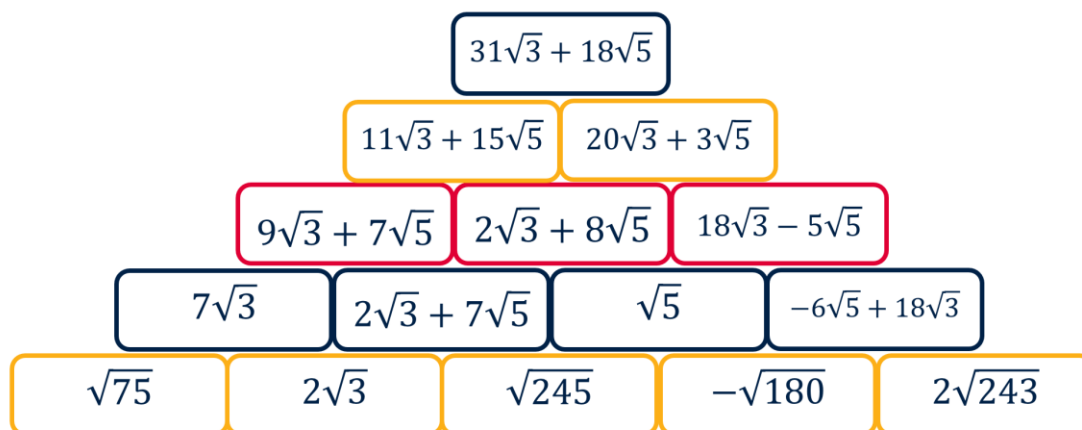 31√3 + 18√5
11√3 + 15√5 20√3 + 3√5
9√3 + 7√5 2√3 + 8√5 18√3 − 5√5
7√3 2√3 + 7√5 √5 −6√5 + 18√3
√75 2√3 √245 −√180 2√243